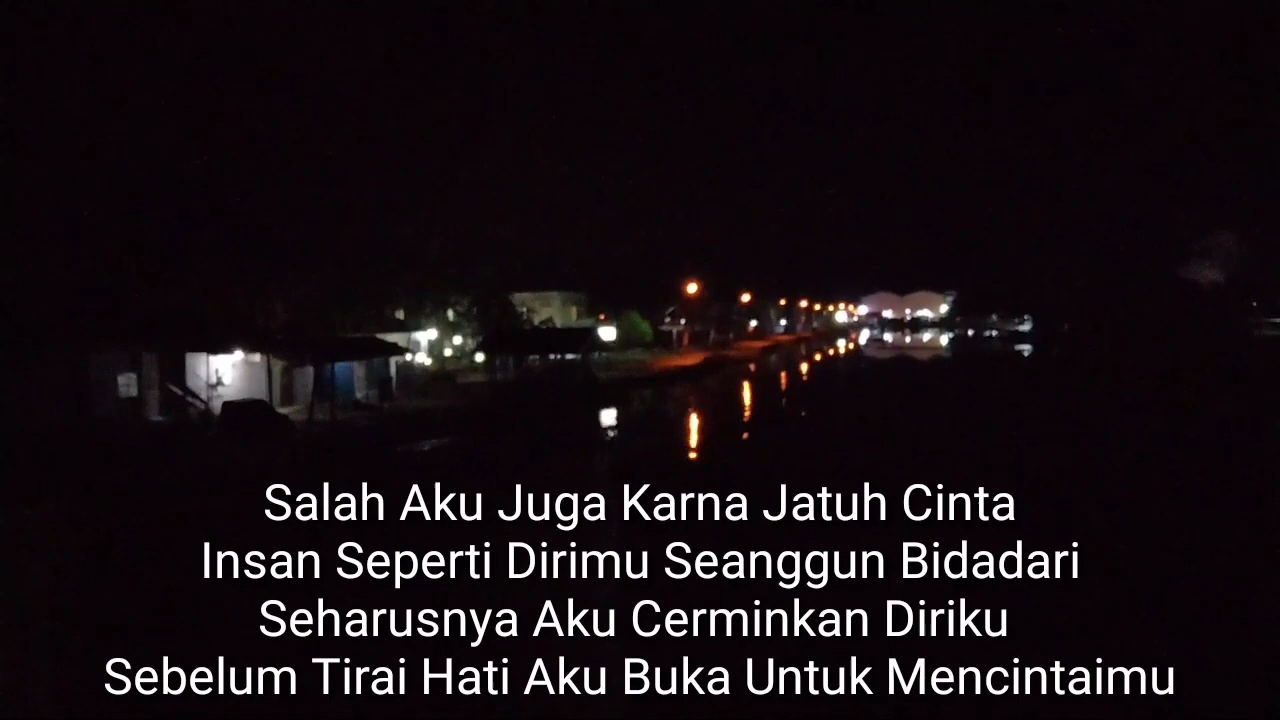 Salah Aku Juga Karna Jatuh Cinta
Insan Seperti Dirimu Seanggun Bidadari
Seharusnya Aku Cerminkan Diriku
Sebelum Tirai Hati Aku Buka Untuk Mencintaimu